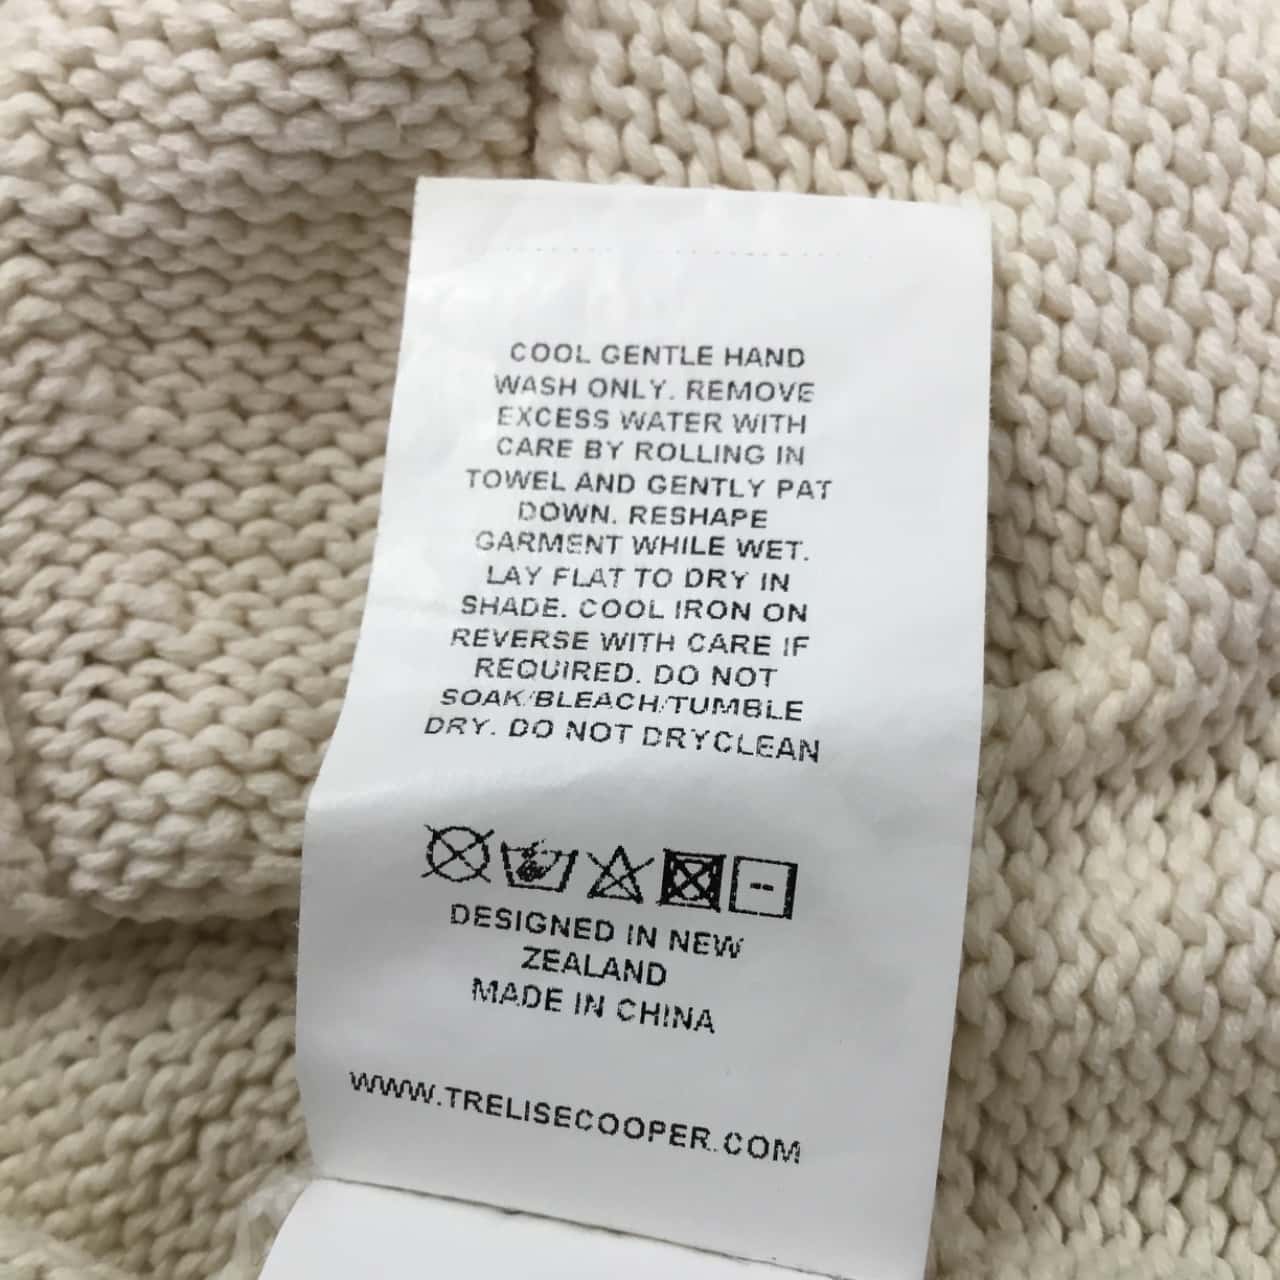 COOL GENTLE HAND
WASH ONLY. REMOVE
EXCESS WATER WITH
CARE BY ROLLING IN
TOWEL AND GENTLY PAT
DOWN. RESHAPE
GARMENT WHILE WET.
LAY FLAT TO DRY IN
SHADE. COOL IRON ON
REVERSE WITH CARE IF
REQUIRED. DO NOT
SOAK/BLEACH/TUMBLE
DRY. DO NOT DRYCLEAN
DESIGNED IN NEW
ZEALAND
MADE IN CHINA
WWW.TRELISECOOPER.COM